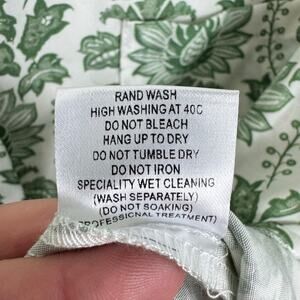 RAND WASH
HIGH WASHING AT 40C
DO NOT BLEACH
HANG UP TO DRY
DO NOT TUMBLE DRY
DO NOT IRON
SPECIALITY WET CLEANING
(WASH SEPARATELY)
(DO NOT SOAKING)
PROFESSIONAL TREATMENT)